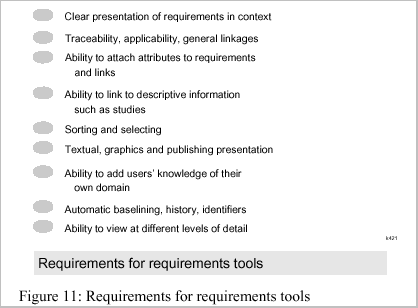 Clear presentation of requirements in context
Traceability, applicability, general linkages
Ability to attach attributes to requirements
and links
Ability to link to descriptive information
such as studies
Sorting and selecting
Textual, graphics and publishing presentation
Ability to add users' knowledge of their
own domain
Automatic baselining, history, identifiers
Ability to view at different levels of detail
k421
Requirements for requirements tools
Figure 11: Requirements for requirements tools